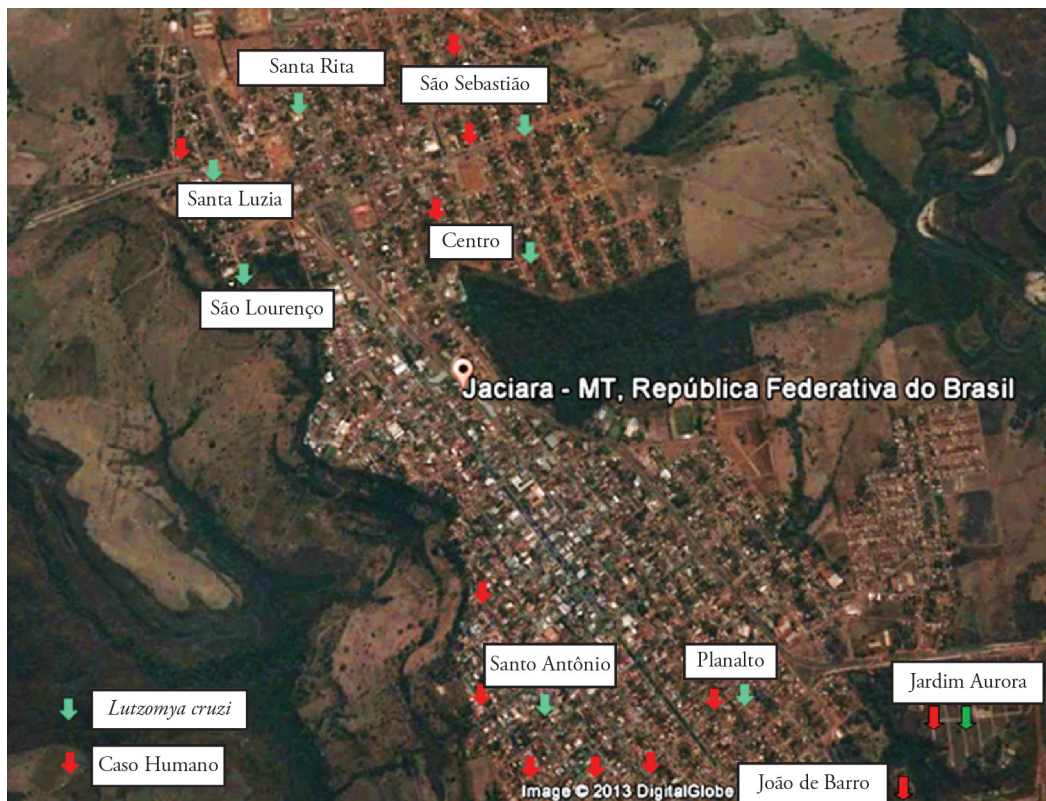 Santa Rita
São Sebastião
Santa Luzia
Centro
São Lourenço
Jaciara - MT, República Federativa do Brasil
Santo Antônio
Planalto
Jardim Aurora
Lutzomya cruzi
Caso Humano
João de Barro
Image © 2013 DigitalGlobe